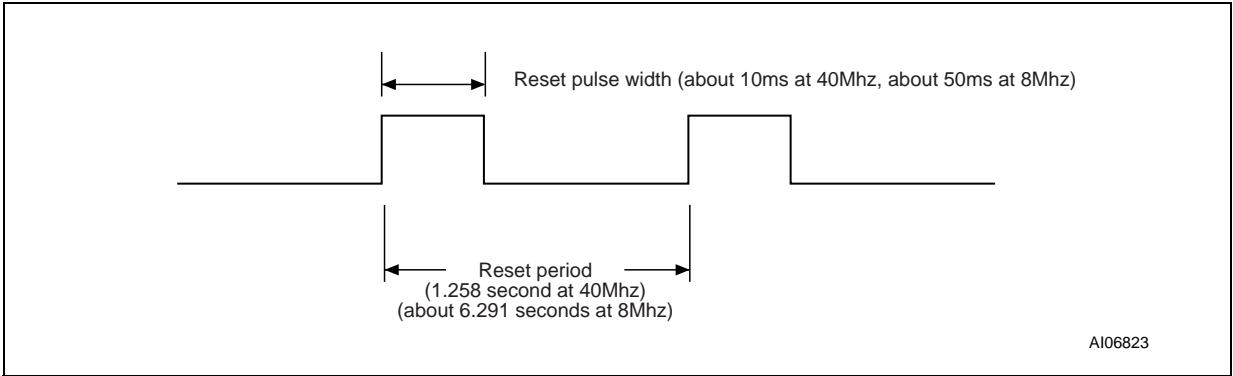 Reset pulse width (about 10ms at 40Mhz, about 50ms at 8Mhz)
Reset period
(1.258 second at 40Mhz)
(about 6.291 seconds at 8Mhz)
AI06823